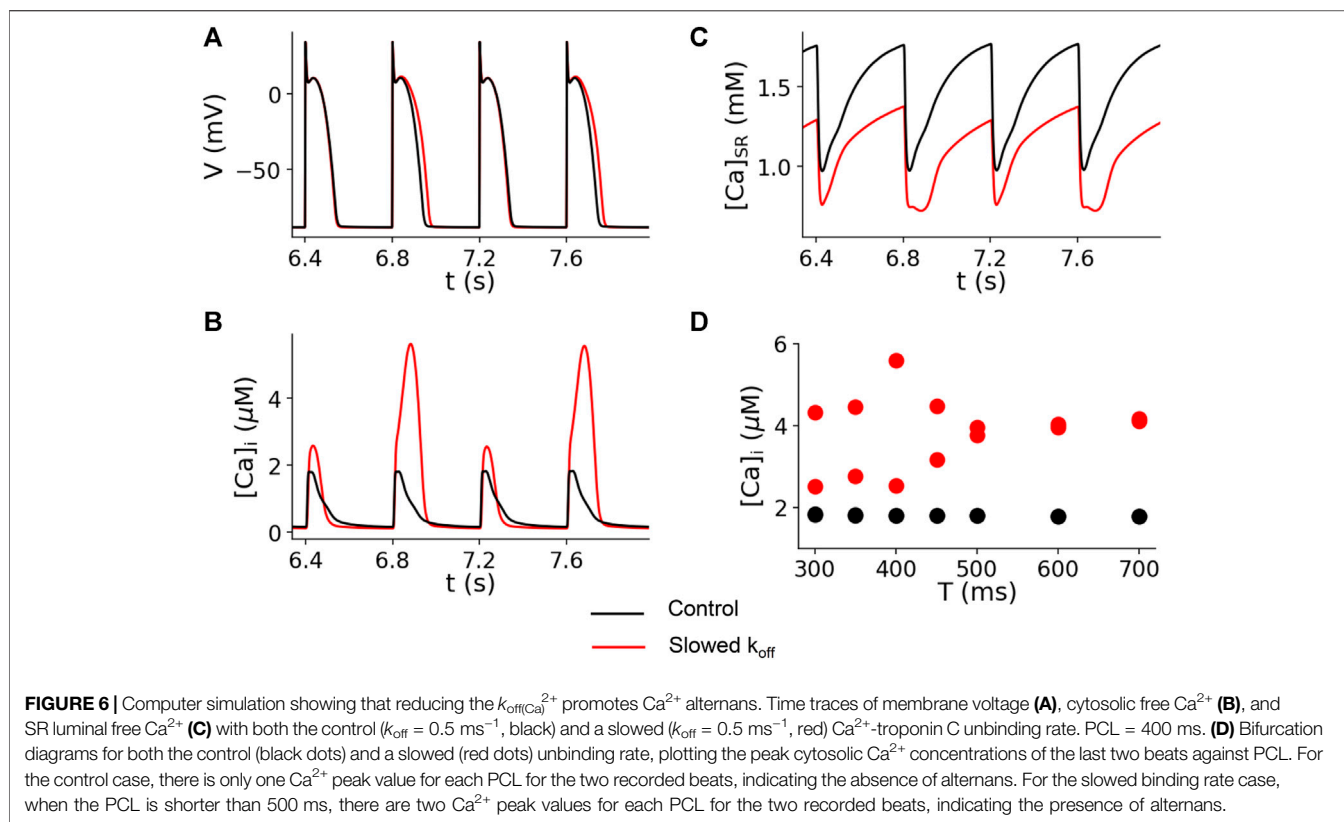 A
V (mV)
0
−50
6.4 6.8 7.2 7.6
t (s)
C
[Ca]SR (mM)
1.5
1.0
6.4 6.8 7.2 7.6
t (s)
B
[Ca]i (μM)
4
2
0
6.4 6.8 7.2 7.6
t (s)
D
[Ca]i (μM)
6
4
2
300 400 500 600 700
T (ms)
Control
Slowed koff
FIGURE 6 | Computer simulation showing that reducing the koff(Ca)2+ promotes Ca2+ alternans. Time traces of membrane voltage (A), cytosolic free Ca2+ (B), and
SR luminal free Ca2+ (C) with both the control (koff = 0.5 ms−1, black) and a slowed (koff = 0.5 ms−1, red) Ca2+-troponin C unbinding rate. PCL = 400 ms. (D) Bifurcation
diagrams for both the control (black dots) and a slowed (red dots) unbinding rate, plotting the peak cytosolic Ca2+ concentrations of the last two beats against PCL. For
the control case, there is only one Ca2+ peak value for each PCL for the two recorded beats, indicating the absence of alternans. For the slowed binding rate case,
when the PCL is shorter than 500 ms, there are two Ca2+ peak values for each PCL for the two recorded beats, indicating the presence of alternans.